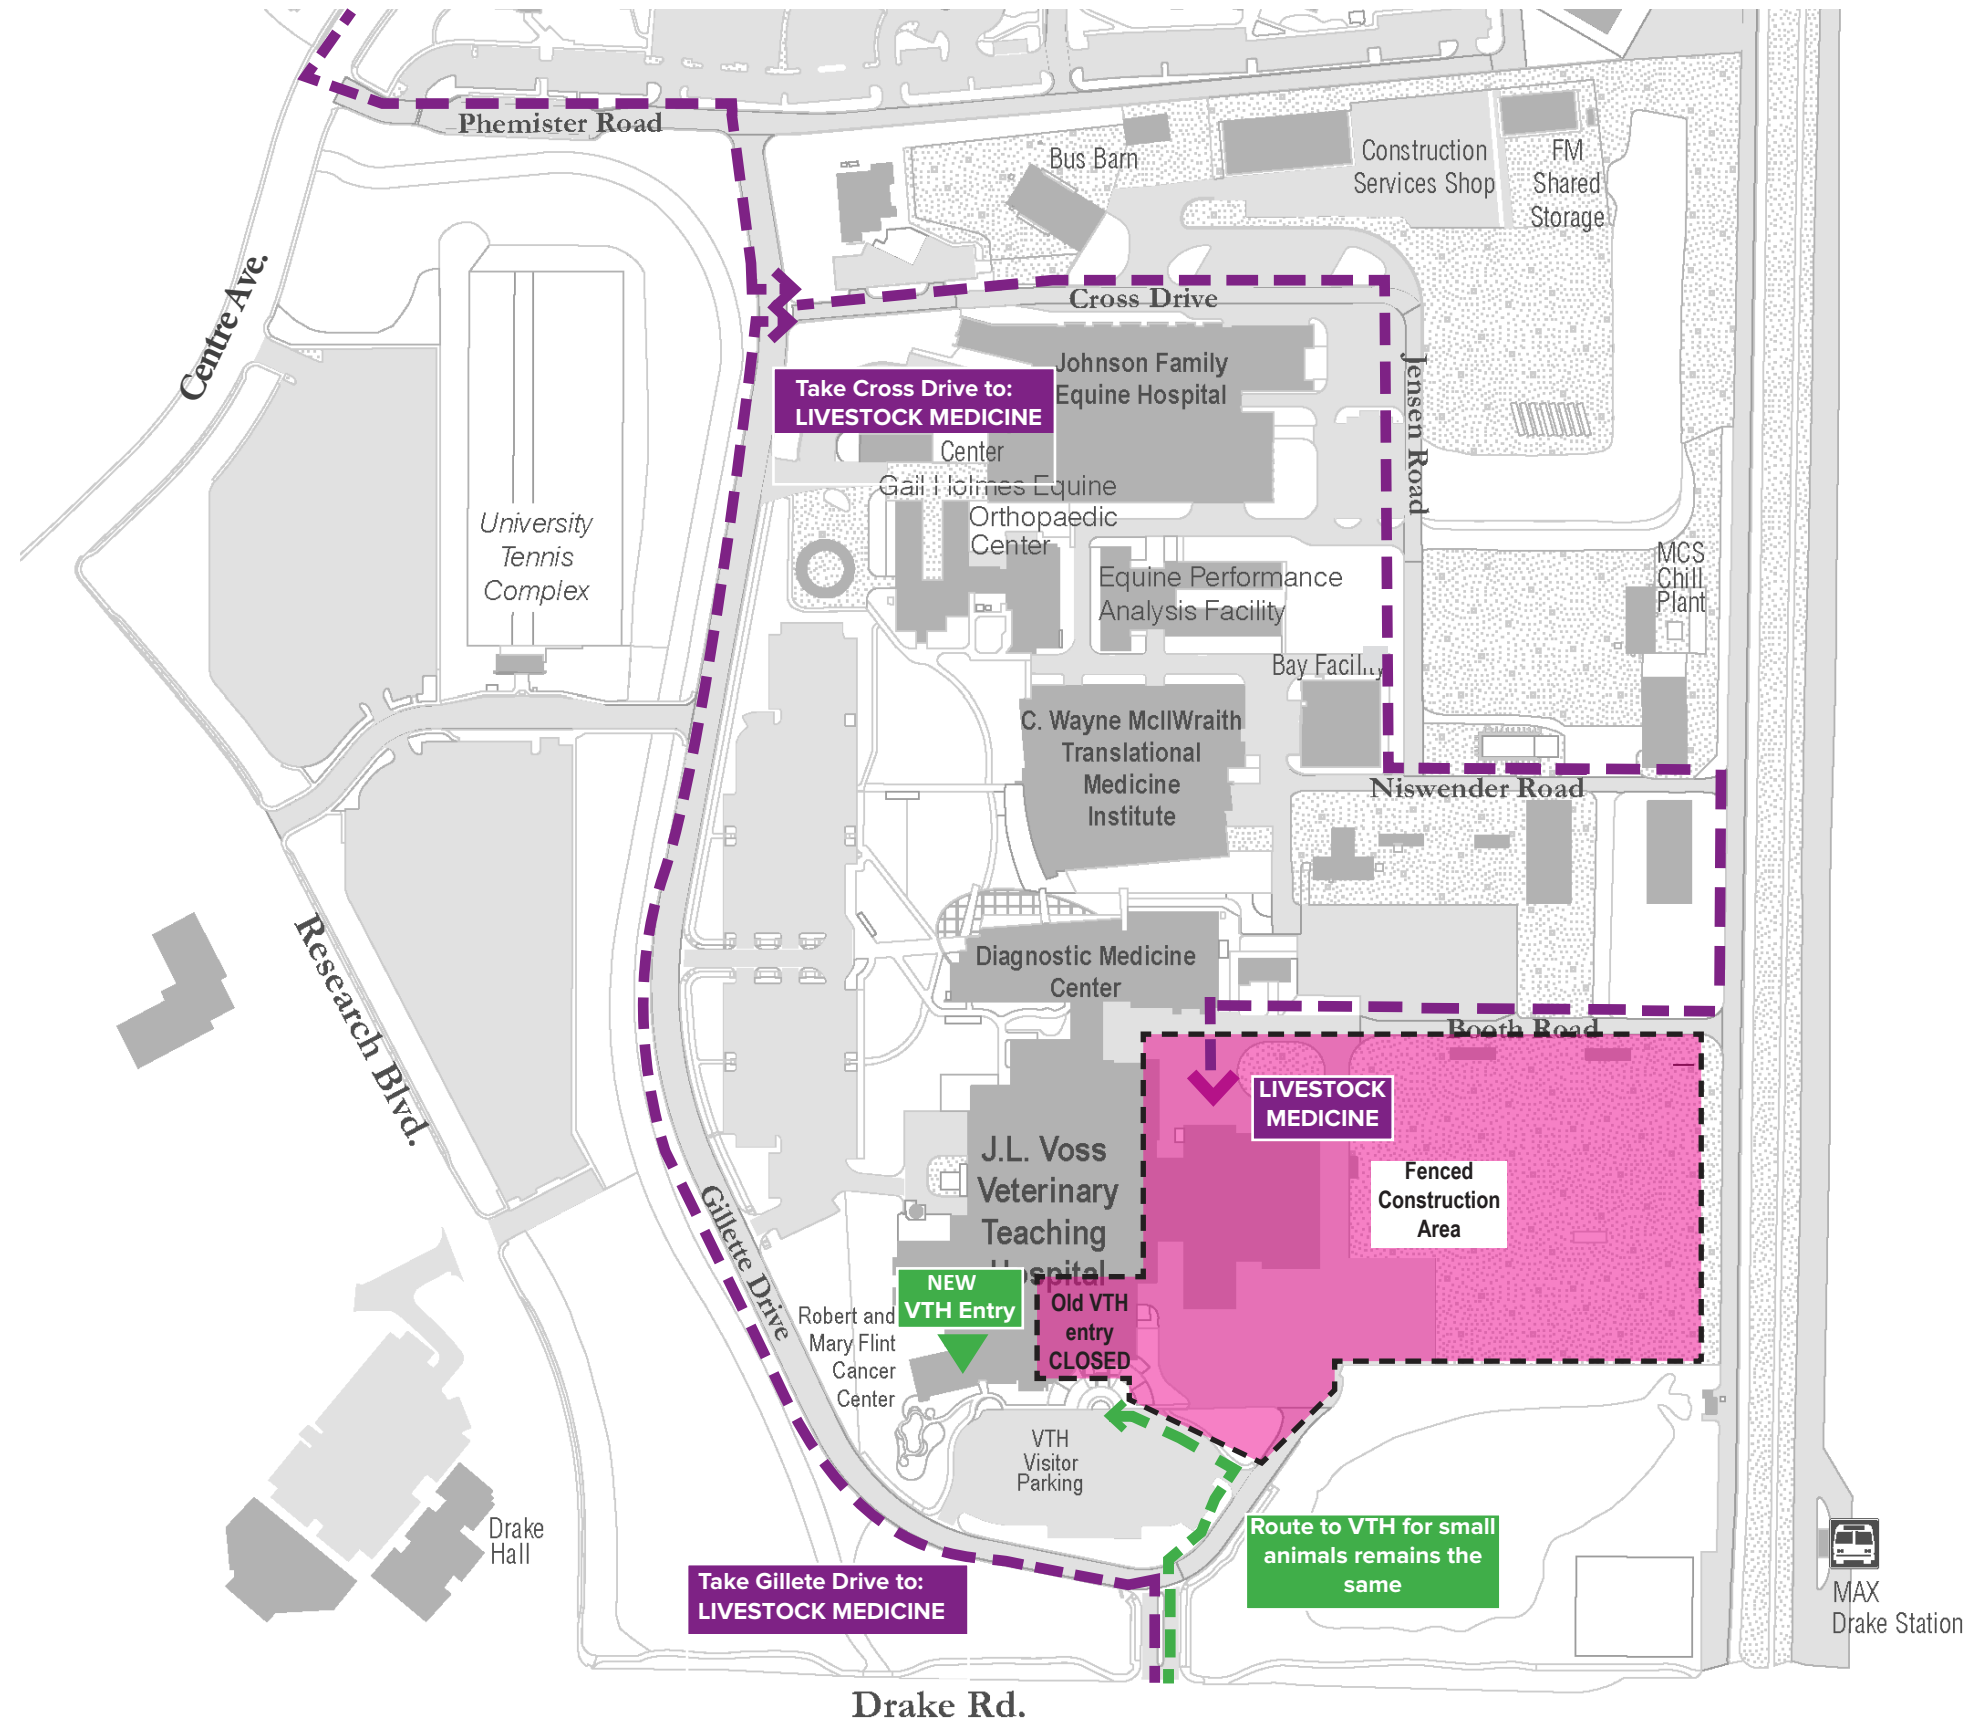 Phemister Road
Bus Barn
Construction
Services Shop
FM
Shared
Storage
Centre Ave.
Cross Drive
Johnson Family
Equine Hospital
Jensen Road
Take Cross Drive to:
LIVESTOCK MEDICINE
Center
Gail Holmes Equine
Orthopaedic
Center
University
Tennis
Complex
Equine Performance
Analysis Facility
MCS
Chill
Plant
Bay Facility
C. Wayne McIlWraith
Translational
Medicine
Institute
Niswender Road
Research Blvd.
Diagnostic Medicine
Center
Booth Road
LIVESTOCK
MEDICINE
J.L. Voss
Veterinary
Teaching
Hospital
Fenced
Construction
Area
Gillette Drive
NEW
VTH Entry
Old VTH
entry
CLOSED
Robert and
Mary Flint
Cancer
Center
VTH
Visitor
Parking
Drake
Hall
Route to VTH for small
animals remains the
same
Take Gillete Drive to:
LIVESTOCK MEDICINE
MAX
Drake Station
Drake Rd.